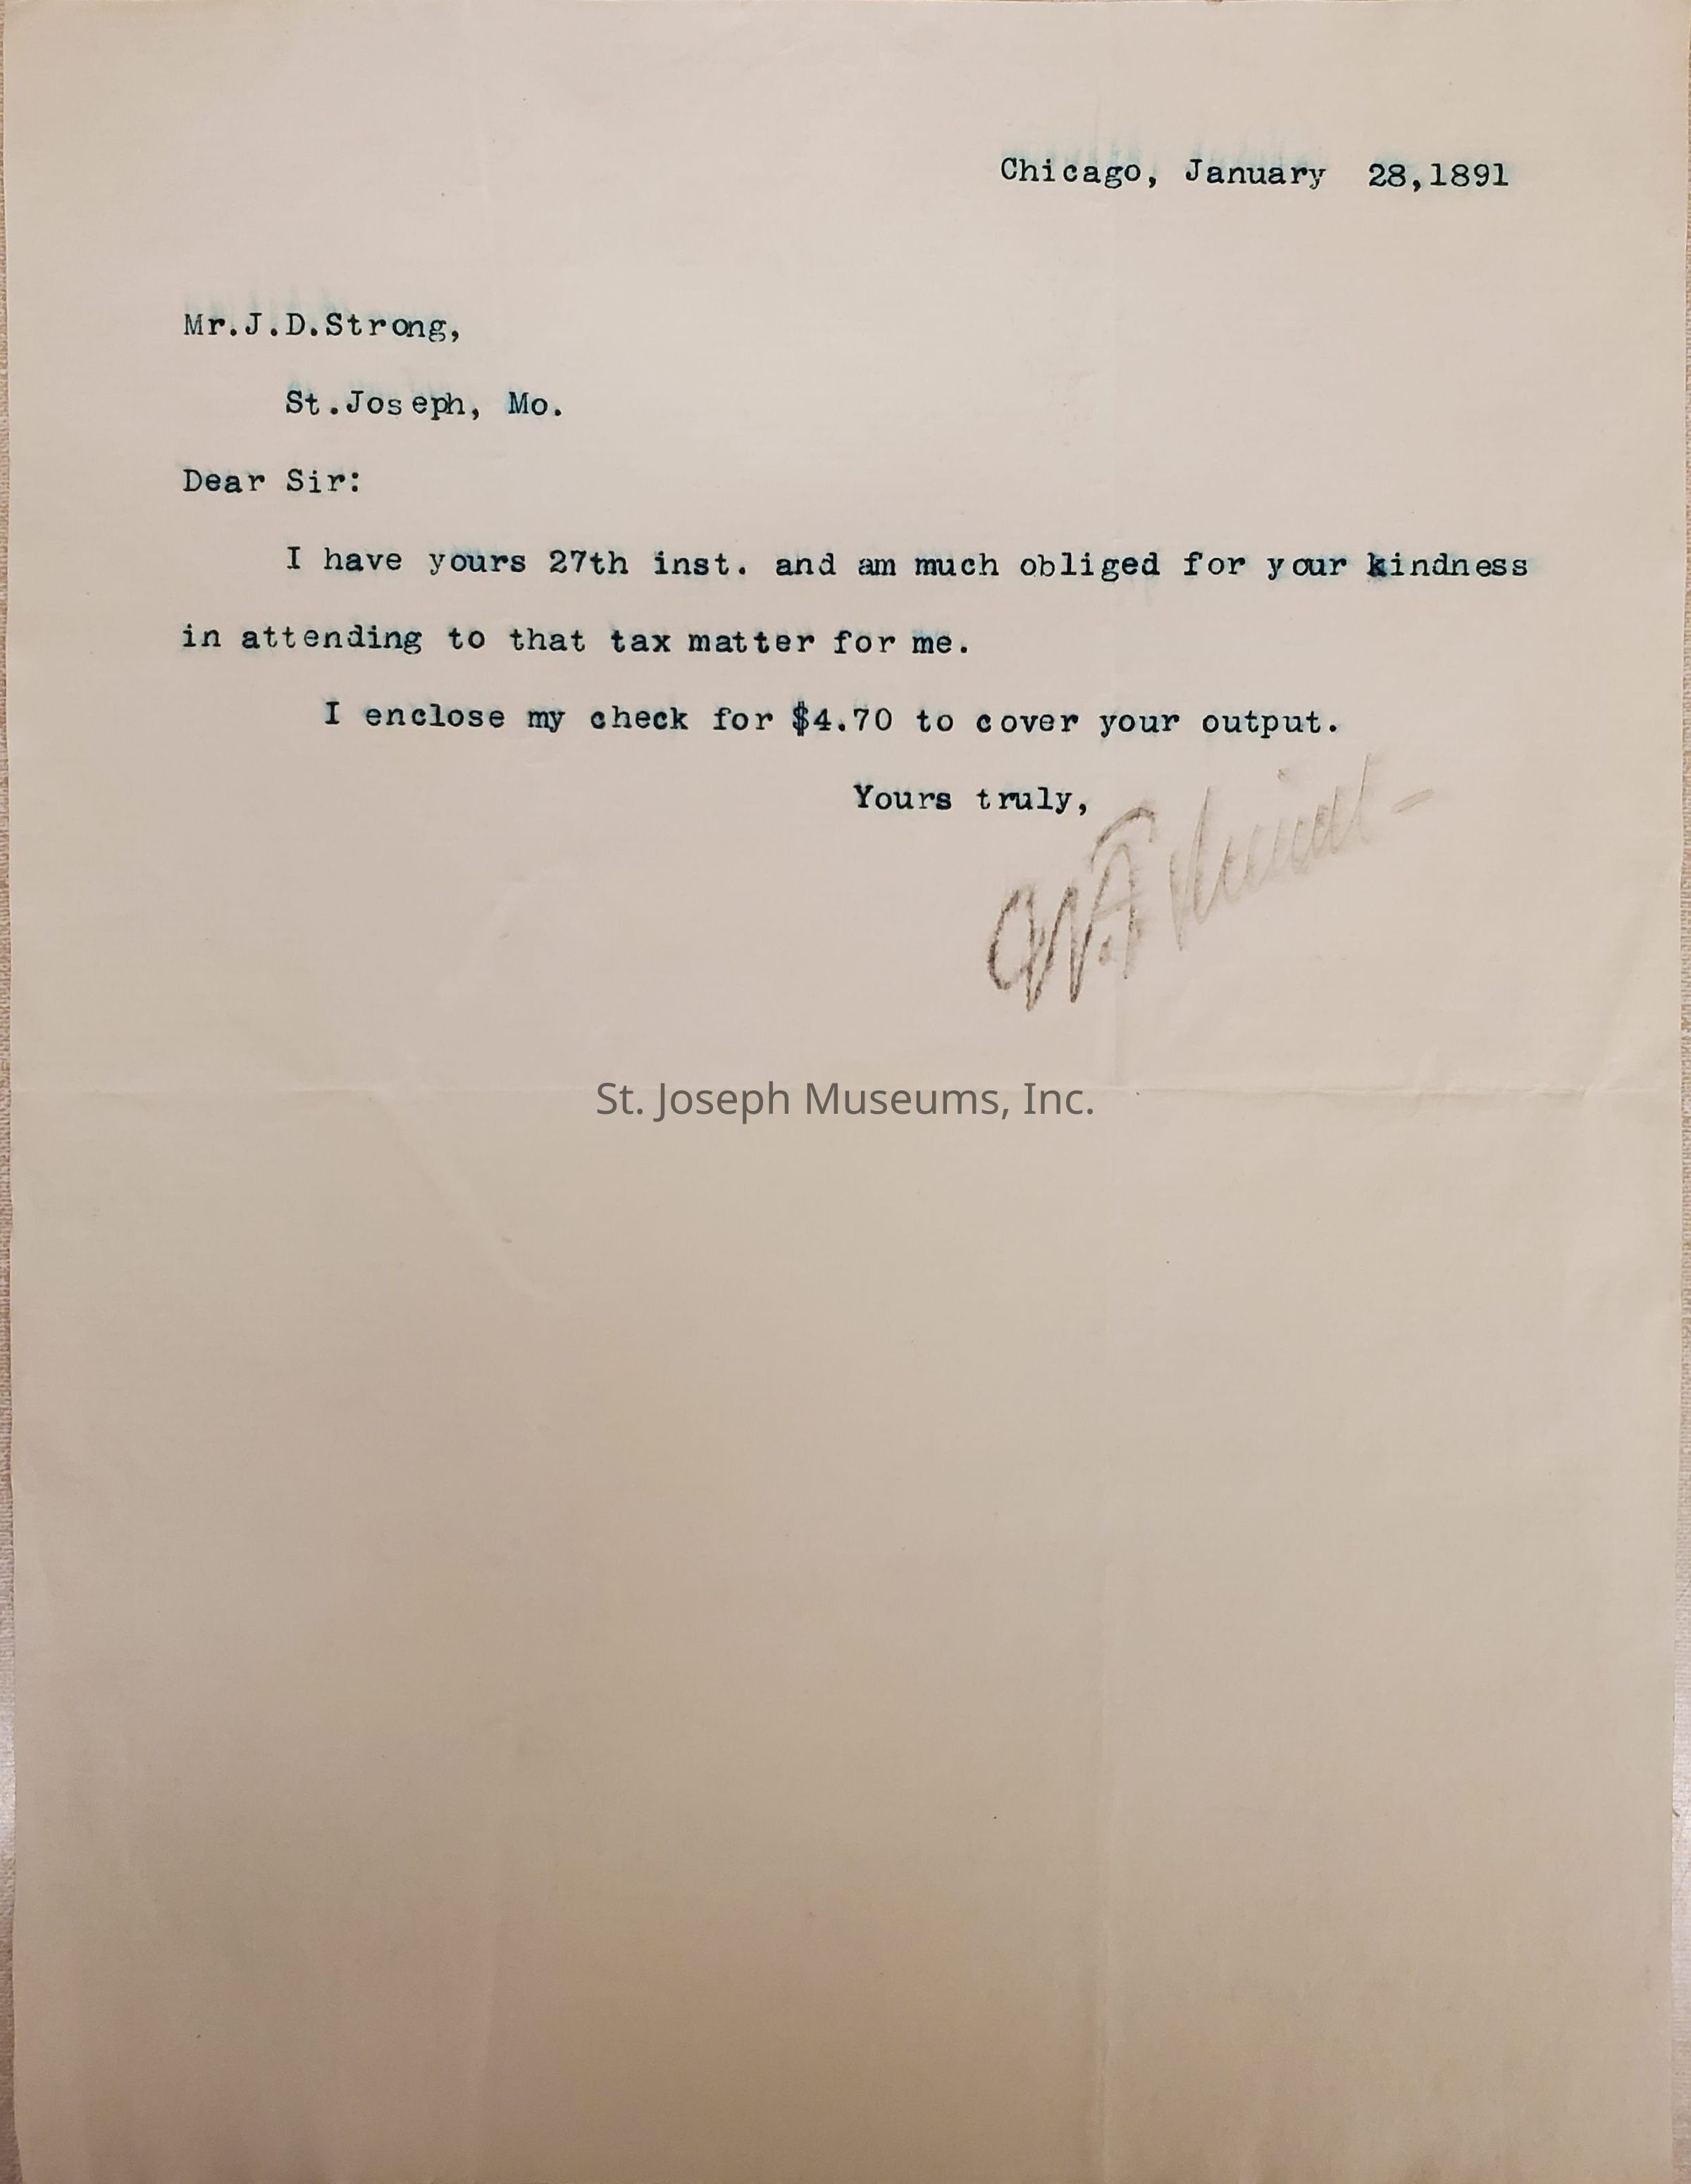 Chicago, January 28,1891
Mr.J.D.Strong,
St.Joseph, Mo.
Dear Sir:
I have yours 27th inst. and am much obliged for your kindness
in attending to that tax matter for me.
I enclose my check for $4.70 to cover your output.
Yours truly,
St. Joseph Museums, Inc.